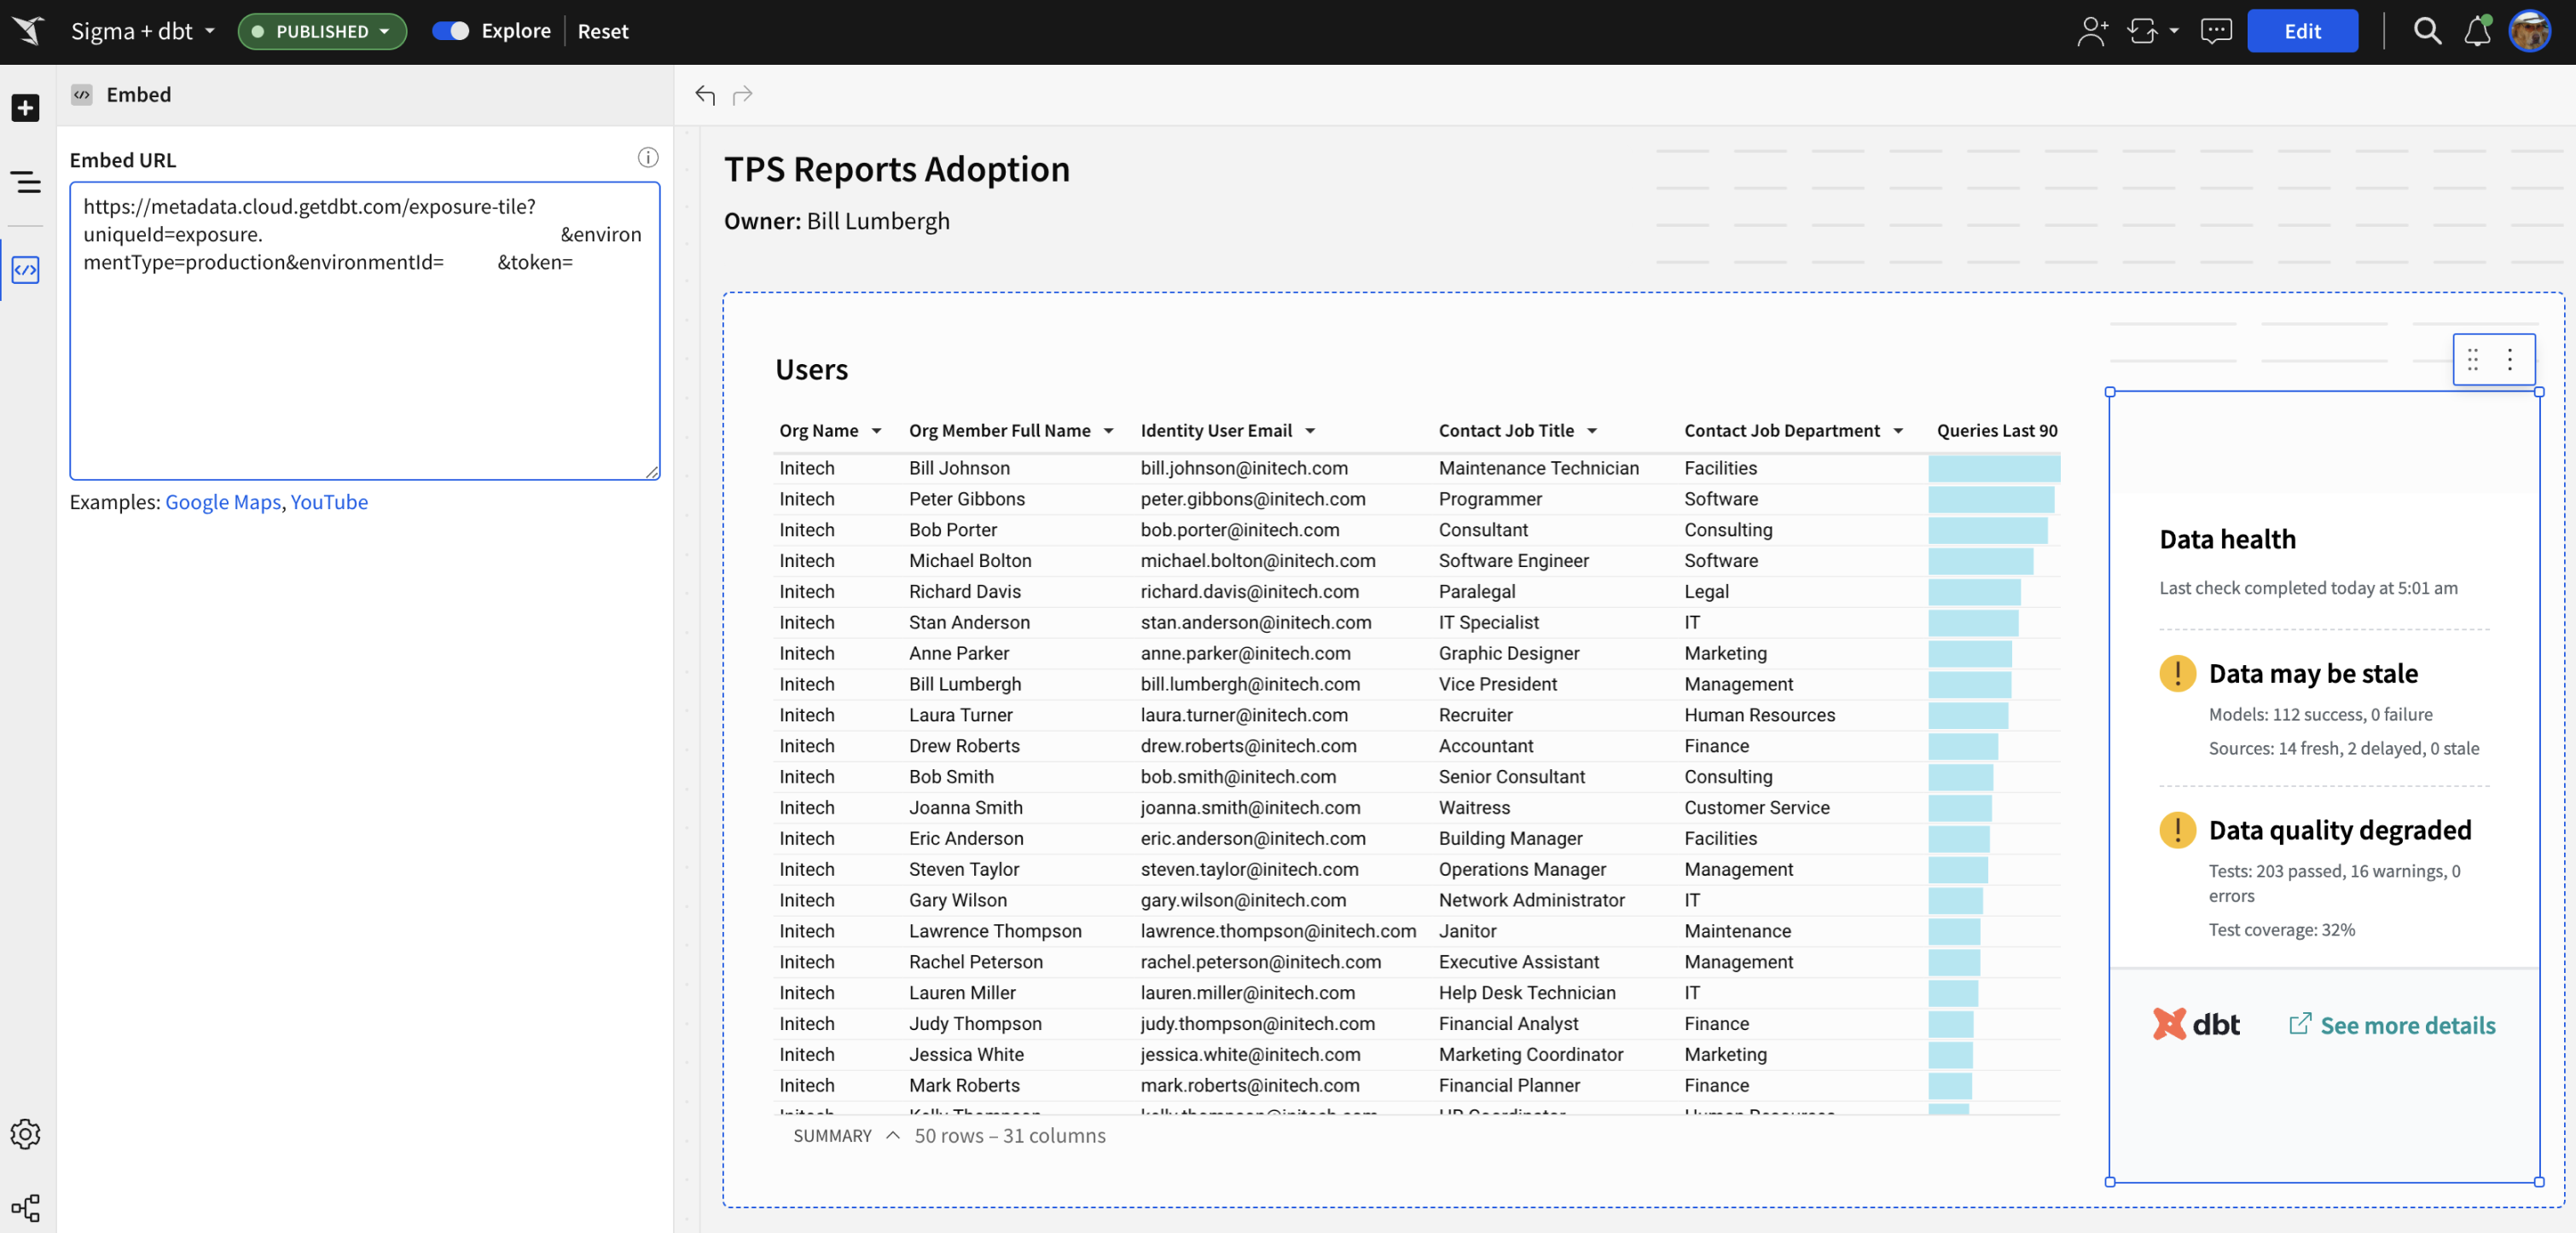 Sigma + dbt
PUBLISHED
Explore
Reset
Edit
Embed
Embed URL
https://metadata.cloud.getdbt.com/exposure-tile?
uniqueId=exposure. &environ
mentType=production&environmentId= &token=
Examples: Google Maps, YouTube
TPS Reports Adoption
Owner: Bill Lumbergh
Users
Org Name Org Member Full Name Identity User Email Contact Job Title Contact Job Department Queries Last 90
Initech Bill Johnson bill.johnson@initech.com Maintenance Technician Facilities
Initech Peter Gibbons peter.gibbons@initech.com Programmer Software
Initech Bob Porter bob.porter@initech.com Consultant Consulting
Initech Michael Bolton michael.bolton@initech.com Software Engineer Software
Initech Richard Davis richard.davis@initech.com Paralegal Legal
Initech Stan Anderson stan.anderson@initech.com IT Specialist IT
Initech Anne Parker anne.parker@initech.com Graphic Designer Marketing
Initech Bill Lumbergh bill.lumbergh@initech.com Vice President Management
Initech Laura Turner laura.turner@initech.com Recruiter Human Resources
Initech Drew Roberts drew.roberts@initech.com Accountant Finance
Initech Bob Smith bob.smith@initech.com Senior Consultant Consulting
Initech Joanna Smith joanna.smith@initech.com Waitress Customer Service
Initech Eric Anderson eric.anderson@initech.com Building Manager Facilities
Initech Steven Taylor steven.taylor@initech.com Operations Manager Management
Initech Gary Wilson gary.wilson@initech.com Network Administrator IT
Initech Lawrence Thompson lawrence.thompson@initech.com Janitor Maintenance
Initech Rachel Peterson rachel.peterson@initech.com Executive Assistant Management
Initech Lauren Miller lauren.miller@initech.com Help Desk Technician IT
Initech Judy Thompson judy.thompson@initech.com Financial Analyst Finance
Initech Jessica White jessica.white@initech.com Marketing Coordinator Marketing
Initech Mark Roberts mark.roberts@initech.com Financial Planner Finance
Initech Kelly Thompson kelly.thompson@initech.com HR Coordinator Human Resources
SUMMARY 50 rows – 31 columns
Data health
Last check completed today at 5:01 am
Data may be stale
Models: 112 success, 0 failure
Sources: 14 fresh, 2 delayed, 0 stale
Data quality degraded
Tests: 203 passed, 16 warnings, 0
errors
Test coverage: 32%
dbt
See more details